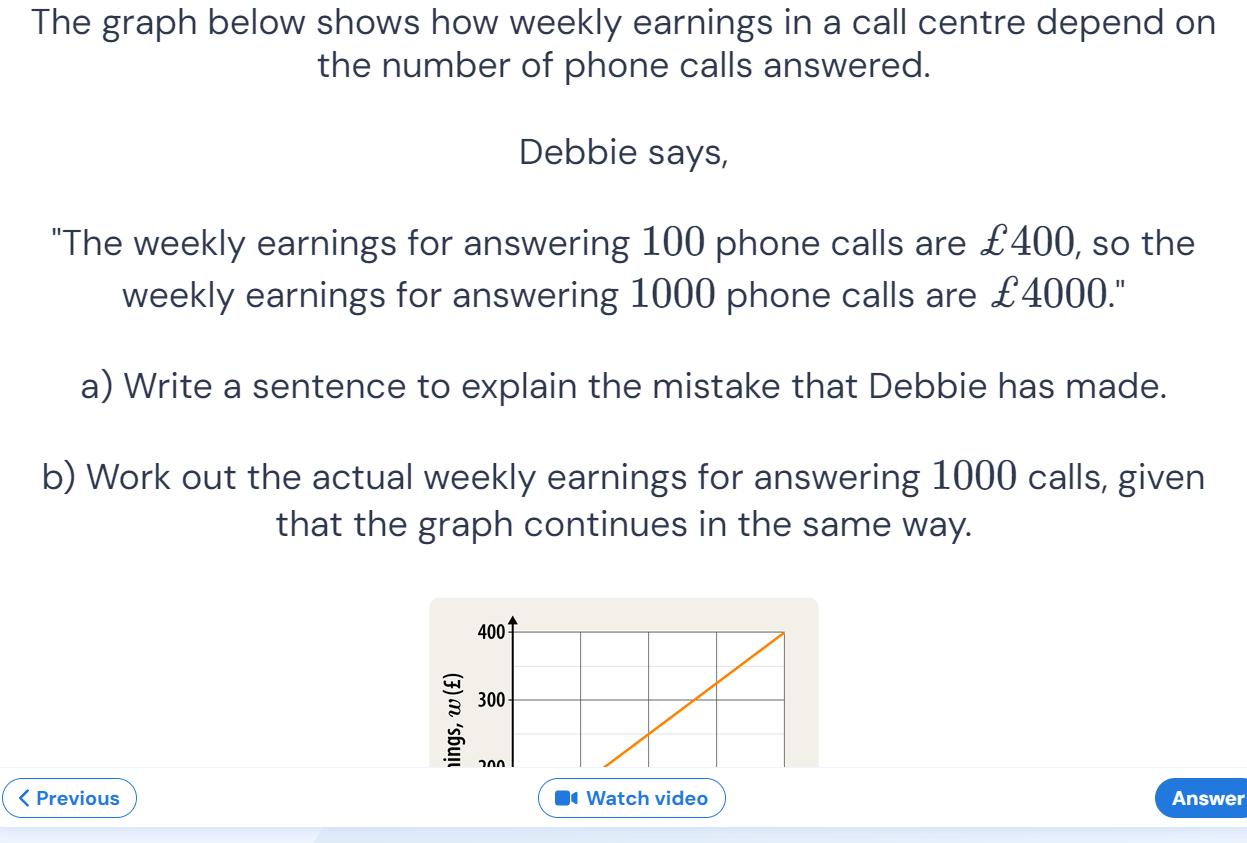 The graph below shows how weekly earnings in a call centre depend on
the number of phone calls answered.
Debbie says,
"The weekly earnings for answering 100 phone calls are £400, so the
weekly earnings for answering 1000 phone calls are £4000."
a) Write a sentence to explain the mistake that Debbie has made.
b) Work out the actual weekly earnings for answering 1000 calls, given
that the graph continues in the same way.
400
300
200
ings, w (£)
Previous
Watch video
Answer